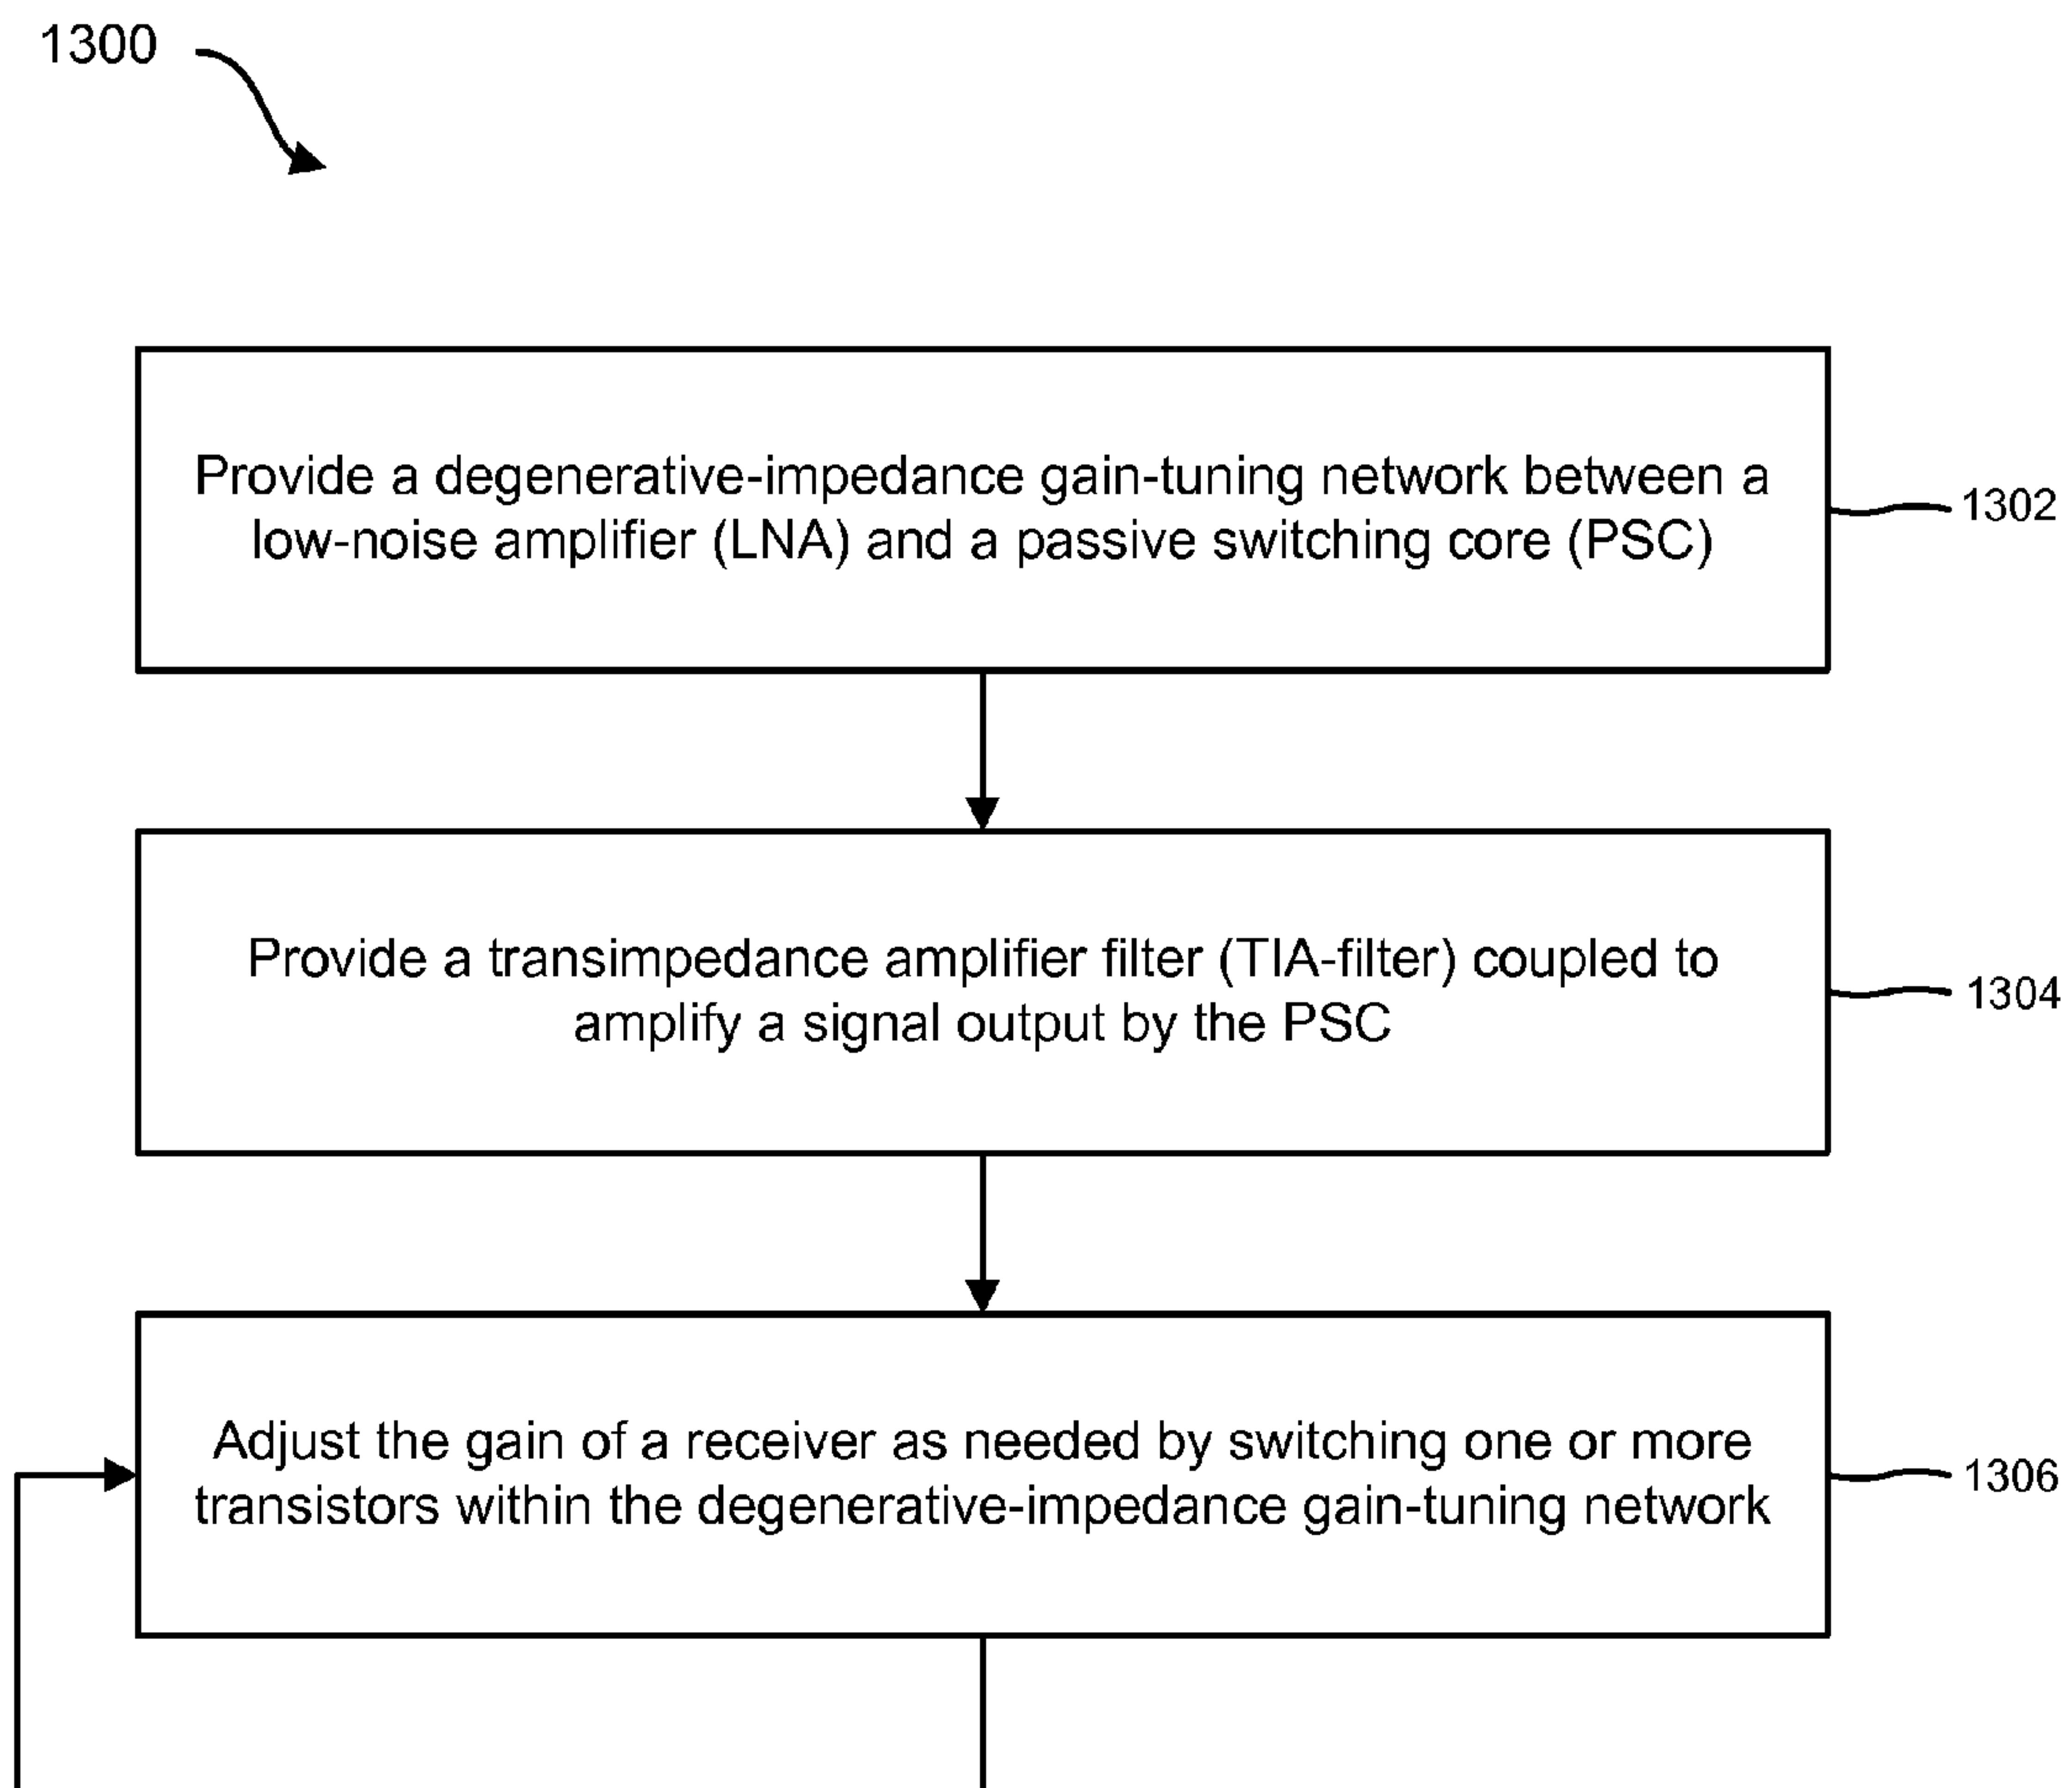 1300
Provide a degenerative-impedance gain-tuning network between a
low-noise amplifier (LNA) and a passive switching core (PSC)
1302
Provide a transimpedance amplifier filter (TIA-filter) coupled to
amplify a signal output by the PSC
1304
Adjust the gain of a receiver as needed by switching one or more
transistors within the degenerative-impedance gain-tuning network
1306